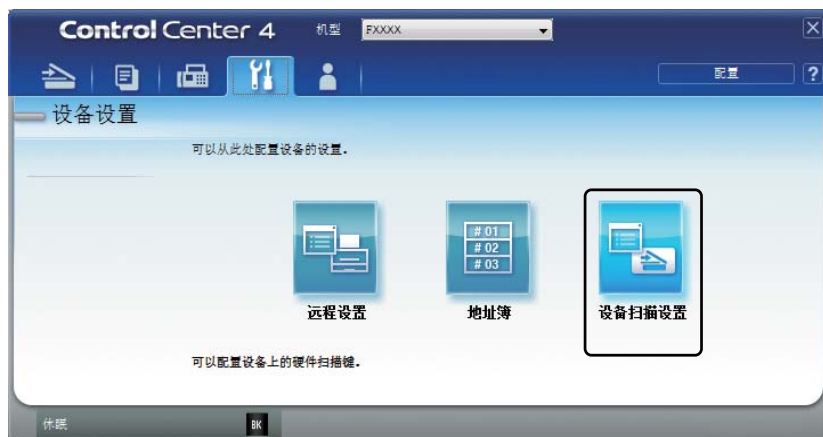 Control Center 4 机型 FXXXX
配置 ?
设备设置
可以从此处配置设备的设置.
# 01
# 02
# 03
远程设置 地址簿 设备扫描设置
可以配置设备上的硬件扫描键.
休眠 BK